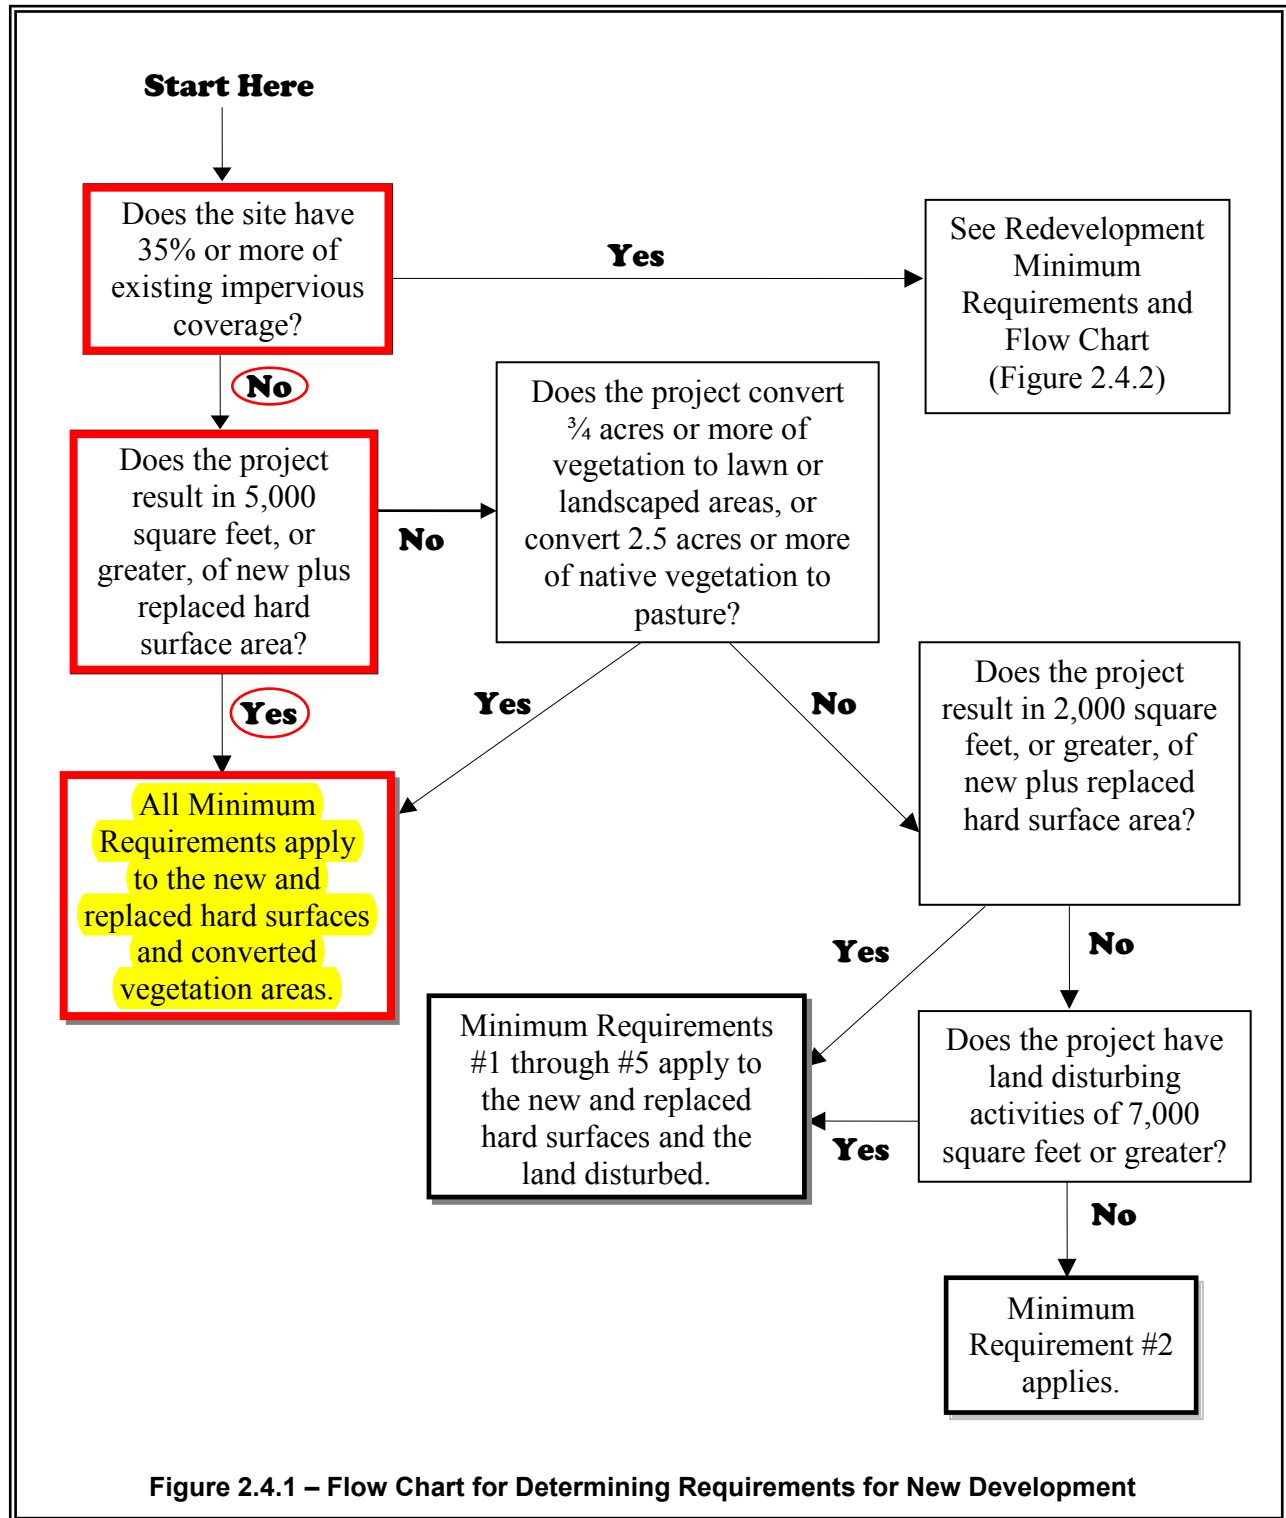 Start Here
Does the site have
35% or more of
existing impervious
coverage?
Yes
See Redevelopment
Minimum
Requirements and
Flow Chart
(Figure 2.4.2)
No
Does the project
result in 5,000
square feet, or
greater, of new plus
replaced hard
surface area?
No
Does the project convert
¾ acres or more of
vegetation to lawn or
landscaped areas, or
convert 2.5 acres or more
of native vegetation to
pasture?
Yes
Yes
No
Does the project
result in 2,000 square
feet, or greater, of
new plus replaced
hard surface area?
All Minimum
Requirements apply
to the new and
replaced hard surfaces
and converted
vegetation areas.
Yes
No
Minimum Requirements
#1 through #5 apply to
the new and replaced
hard surfaces and the
land disturbed.
Yes
Does the project have
land disturbing
activities of 7,000
square feet or greater?
No
Minimum
Requirement #2
applies.
Figure 2.4.1 – Flow Chart for Determining Requirements for New Development